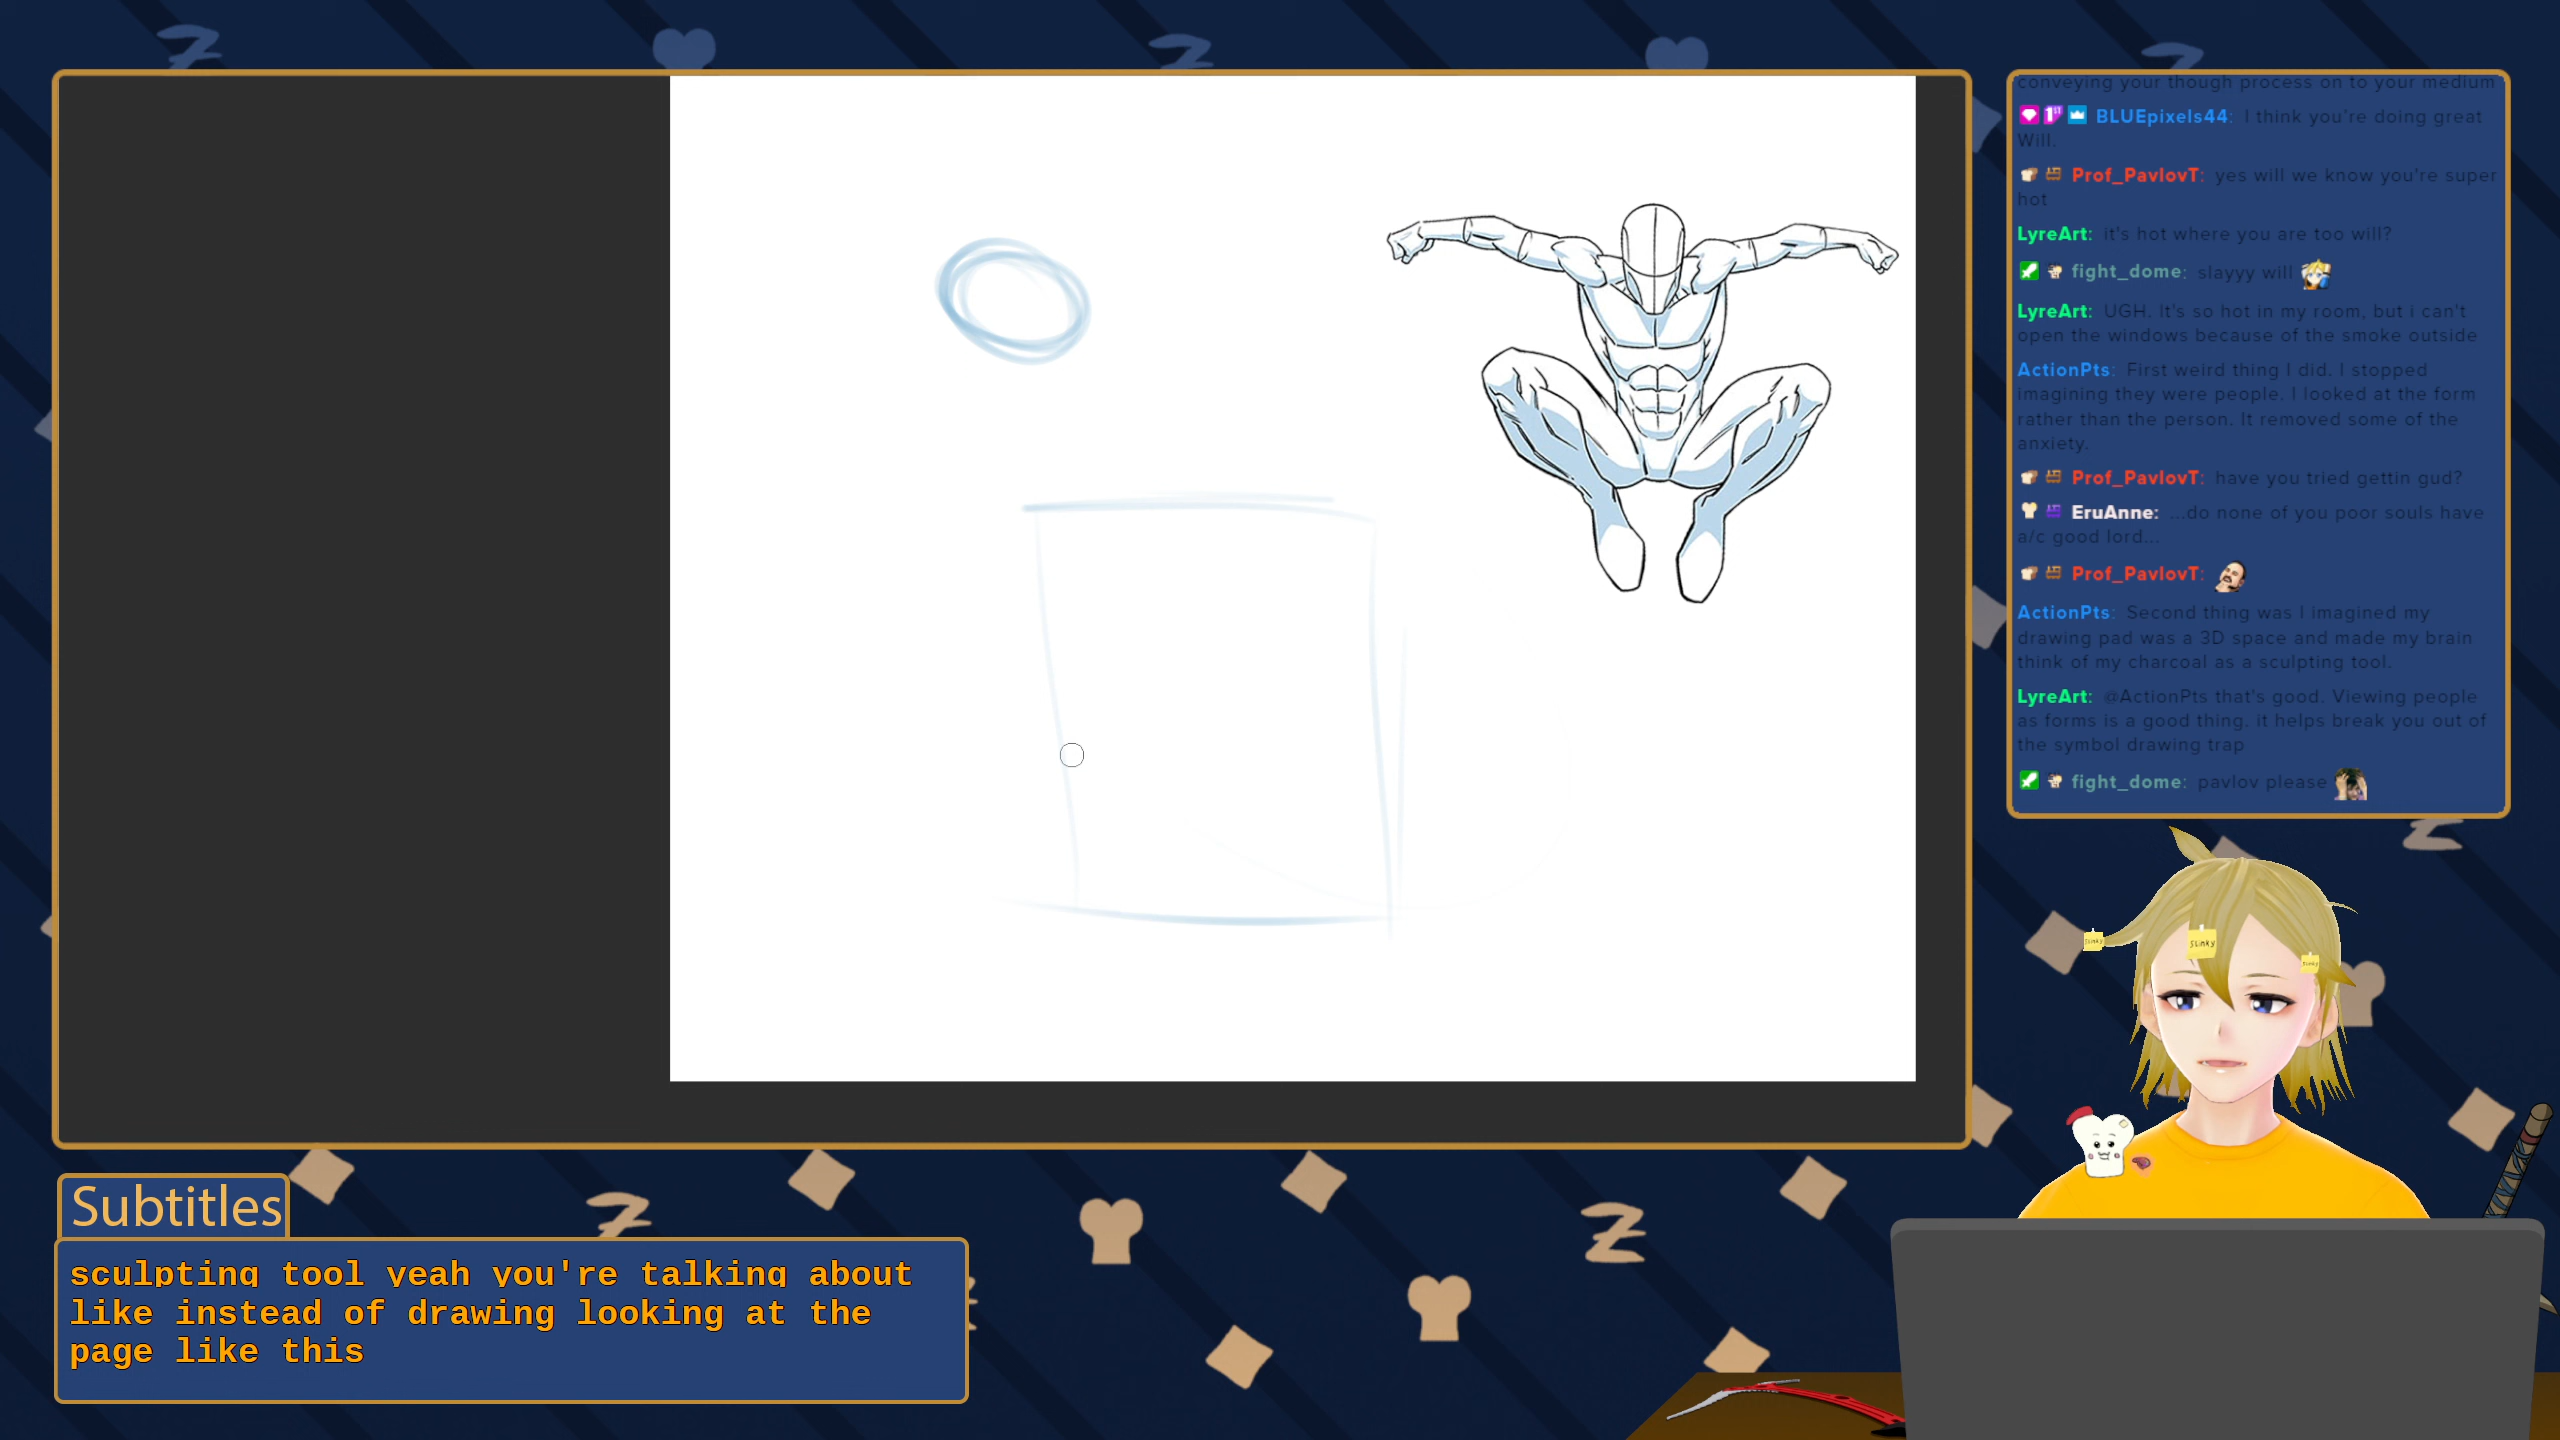 conveying your though process on to your medium
BLUEpixels44: I think you're doing great
Will.
Prof_PavlovT: yes will we know you're super
hot
LyreArt: it's hot where you are too will?
fight_dome: slayyy will
LyreArt: UGH. it's so hot in my room, but i can't
open the windows because of the smoke outside
ActionPts: First weird thing I did. I stopped
imagining they were people. I looked at the form
rather than the person. It removed some of the
anxiety.
Prof_PavlovT: have you tried gettin gud?
EruAnne: ...do none of you poor souls have
a/c good lord...
Prof_PavlovT:
ActionPts: Second thing was I imagined my
drawing pad was a 3D space and made my brain
think of my charcoal as a sculpting tool.
LyreArt: @ActionPts that's good. Viewing people
as forms is a good thing. it helps break you out of
the symbol drawing trap
fight_dome: pavlov please
Slinky
Slinky
Slinky
Subtitles
sculpting tool yeah you're talking about
like instead of drawing looking at the
page like this